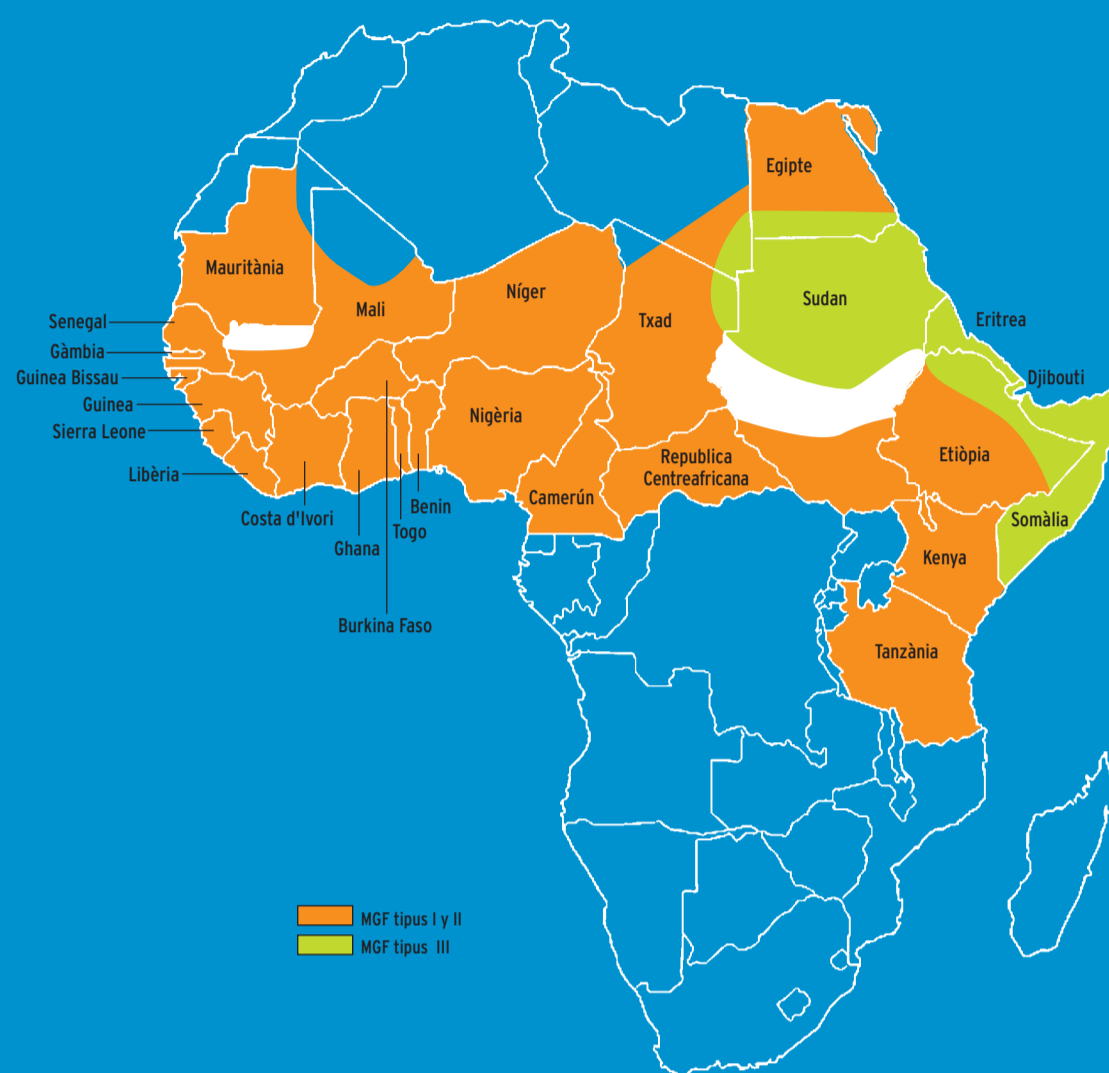 Egipte
Mauritània
Níger
Mali
Sudan
Txad
Senegal
Eritrea
Gàmbia
Guinea Bissau
Djibouti
Guinea
Nigèria
Sierra Leone
Etiòpia
Republica
Centreafricana
Libèria
Camerún
Benin
Costa d'Ivori
Somàlia
Togo
Ghana
Kenya
Burkina Faso
Tanzània
MGF tipus I y II
MGF tipus III